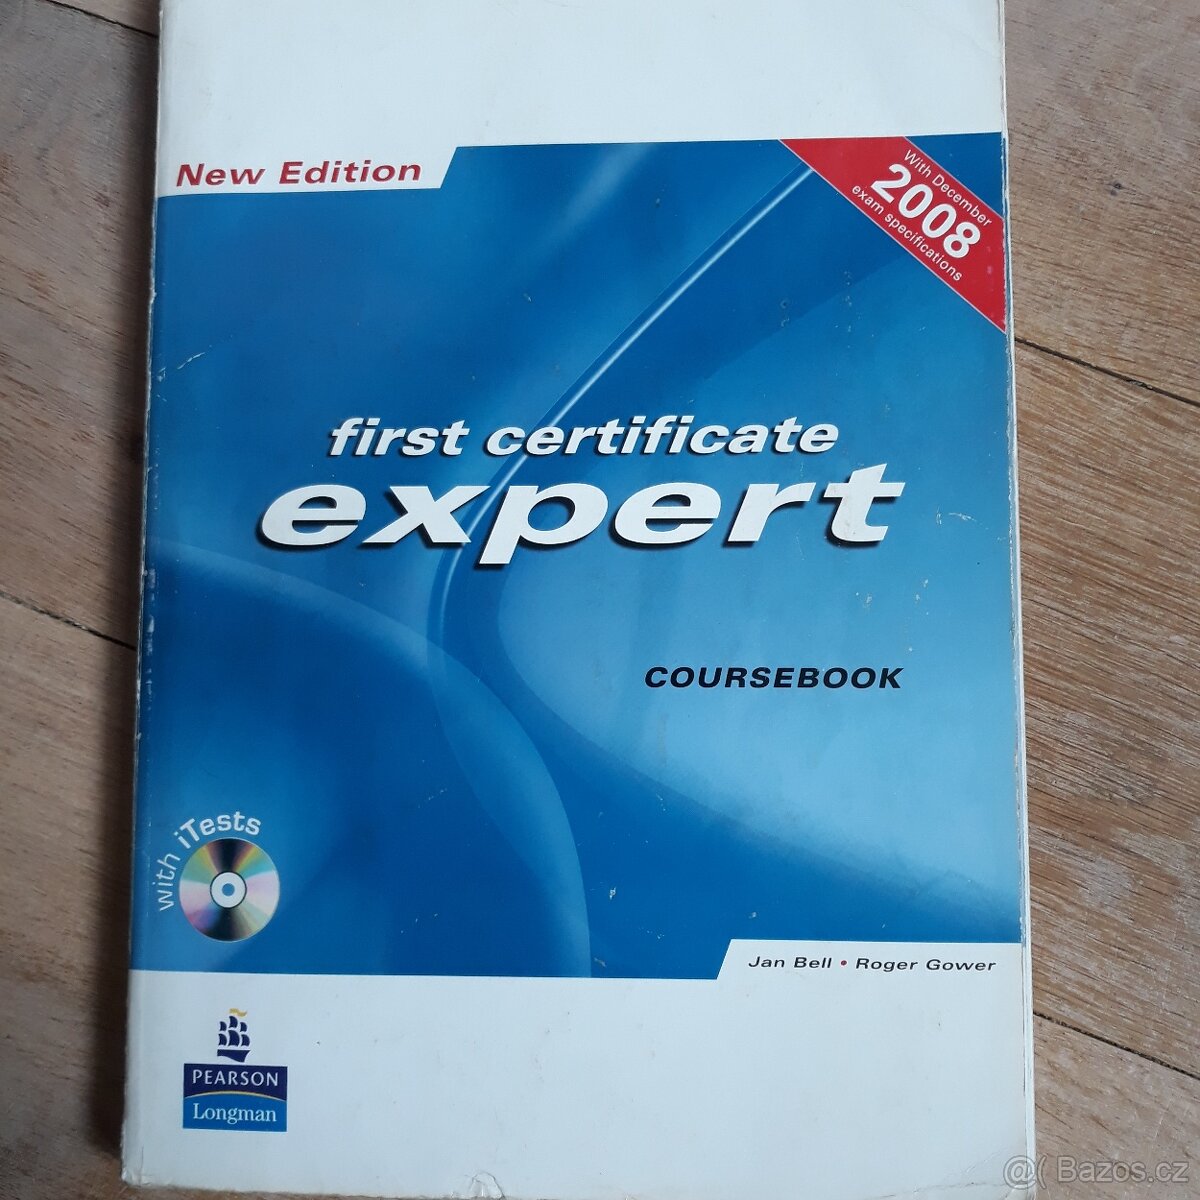 New Edition
With December
2008
exam specifications
first certificate
expert
COURSEBOOK
with iTests
Jan Bell • Roger Gower
PEARSON
Longman
@( Bazos.cz